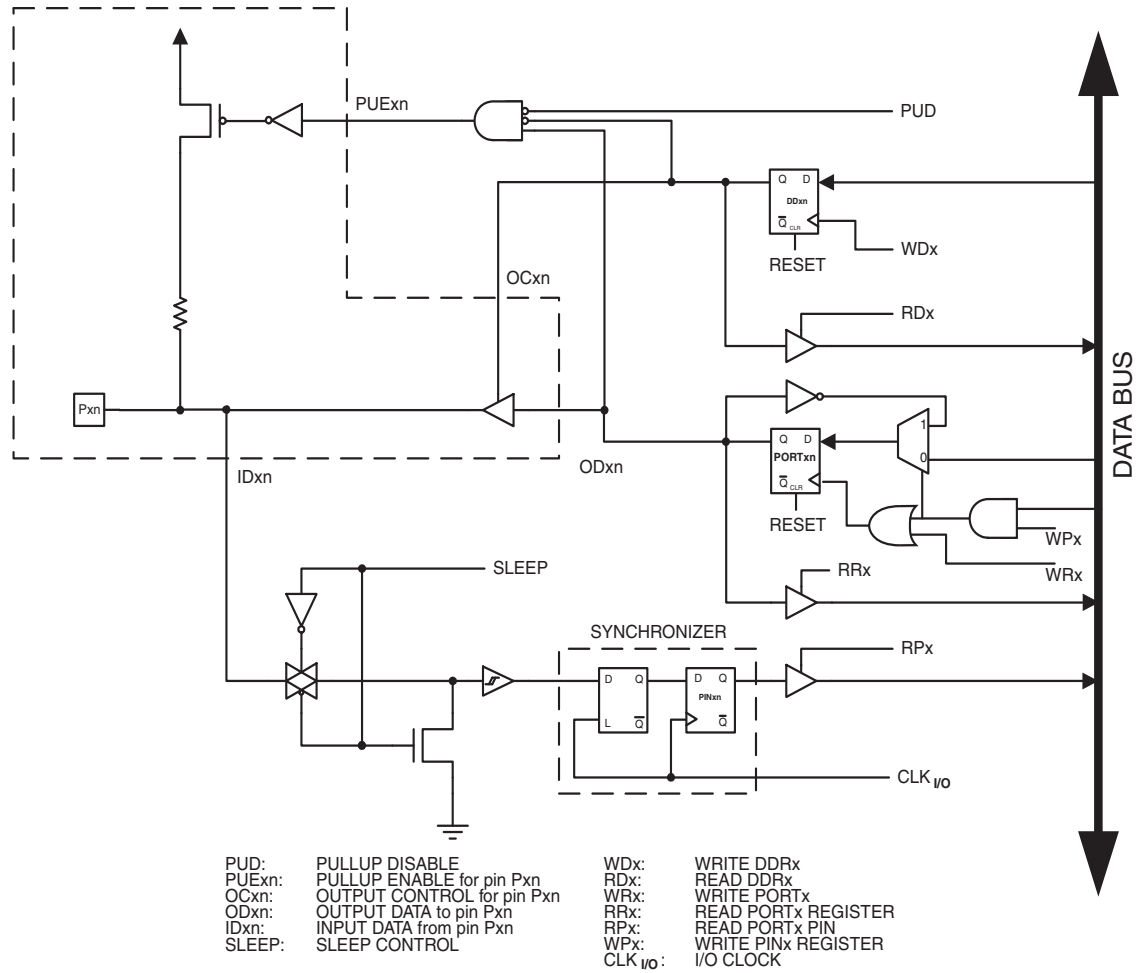 PUExn
PUD
Q D
DDxn
Q CLR
RESET
WDx
OCxn
RDx
Pxn
1
Q D
PORTxn
0
Q CLR
ODxn
IDxn
RESET
WPx
WRx
SLEEP
RRx
SYNCHRONIZER
RPx
D Q
D Q
PINxn
L Q
Q
CLK I/O
DATA BUS
PUD: PULLUP DISABLE
PUExn: PULLUP ENABLE for pin Pxn
OCxn: OUTPUT CONTROL for pin Pxn
ODxn: OUTPUT DATA to pin Pxn
IDxn: INPUT DATA from pin Pxn
SLEEP: SLEEP CONTROL
WDx: WRITE DDRx
RDx: READ DDRx
WRx: WRITE PORTx
RRx: READ PORTx REGISTER
RPx: READ PORTx PIN
WPx: WRITE PINx REGISTER
CLK I/O : I/O CLOCK